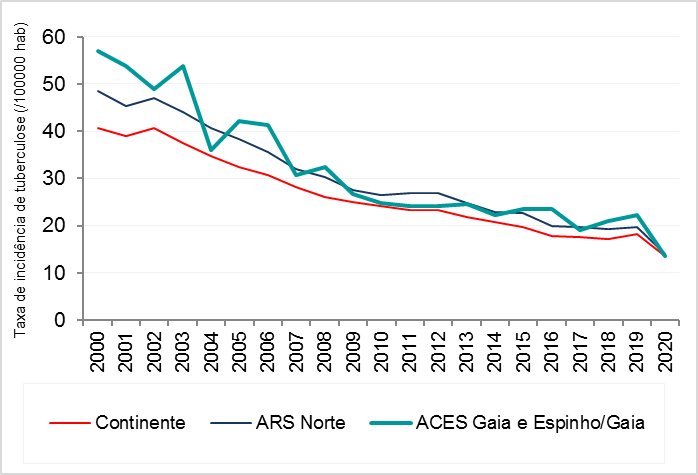 Taxa de incidência de tuberculose (/100000 hab)
60
50
40
30
20
10
0
2000 2001 2002 2003 2004 2005 2006 2007 2008 2009 2010 2011 2012 2013 2014 2015 2016 2017 2018 2019 2020
Continente ARS Norte ACES Gaia e Espinho/Gaia